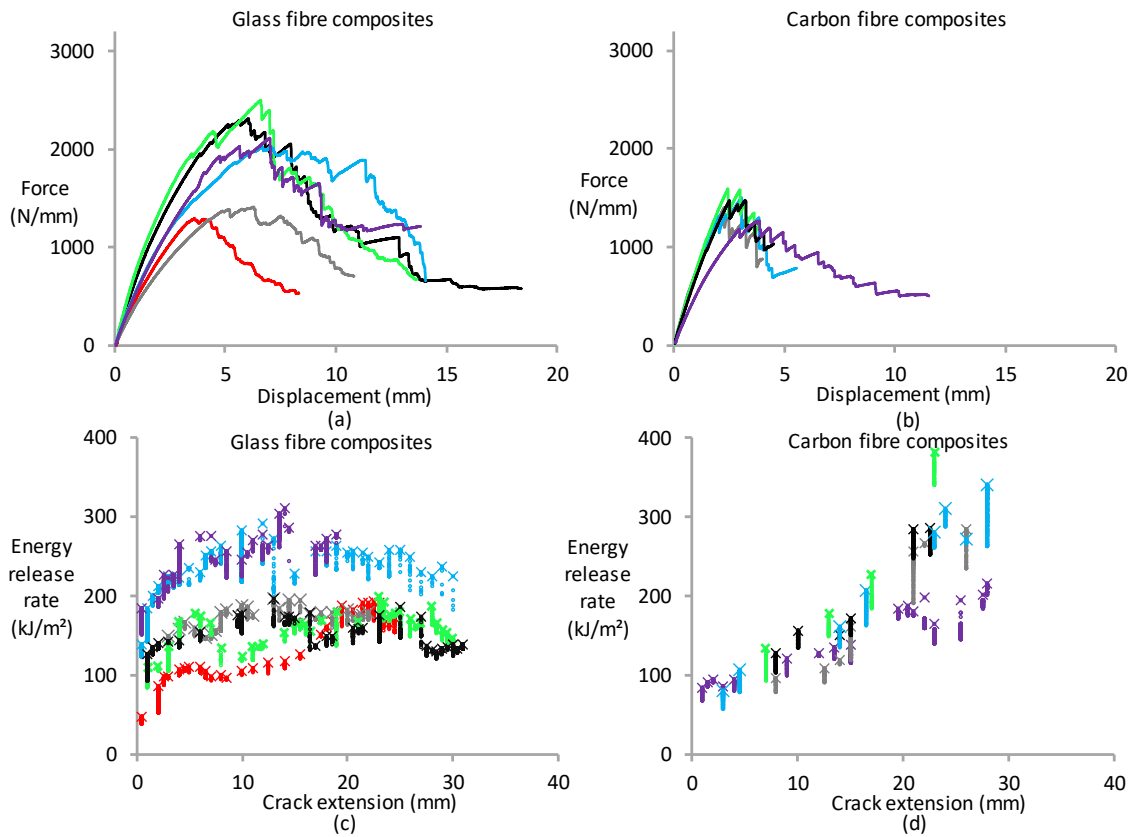 Glass fibre composites
3000
2000
Force
(N/mm)
1000
0
0 5 10 15 20
Displacement (mm)
(a)
Carbon fibre composites
3000
2000
Force
(N/mm)
1000
0
0 5 10 15 20
Displacement (mm)
(b)
Glass fibre composites
400
300
Energy
release
rate
(kJ/m²)
200
100
0
0 10 20 30 40
Crack extension (mm)
(c)
Carbon fibre composites
400
300
Energy
release
rate
(kJ/m²)
200
100
0
0 10 20 30 40
Crack extension (mm)
(d)